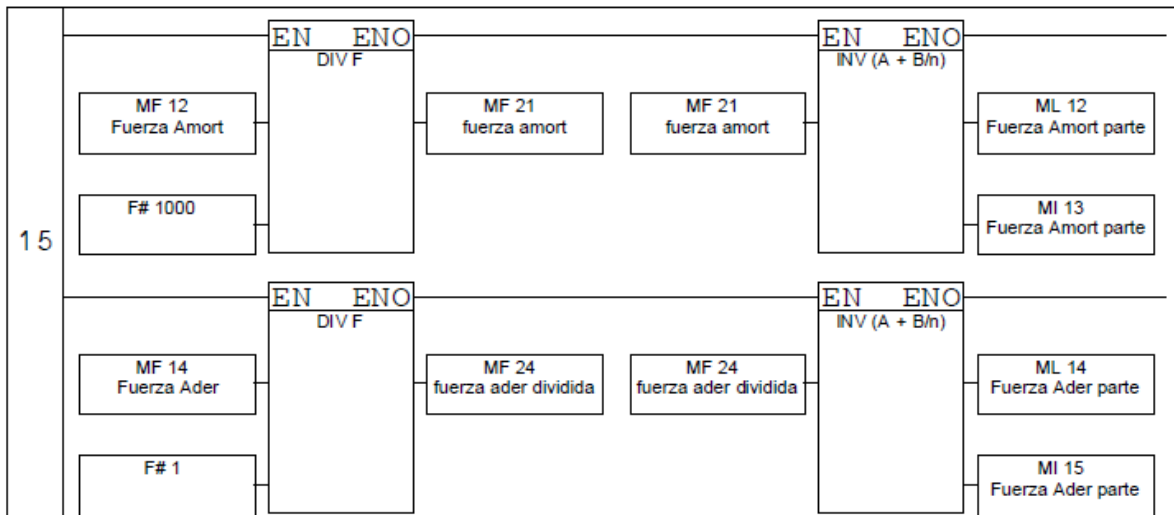 15
EN ENO
DIV F
MF 12
Fuerza Amort
F# 1000
MF 21
fuerza amort
MF 21
fuerza amort
EN ENO
INV (A + B/n)
ML 12
Fuerza Amort parte
MI 13
Fuerza Amort parte
EN ENO
DIV F
MF 14
Fuerza Ader
F# 1
MF 24
fuerza ader dividida
MF 24
fuerza ader dividida
EN ENO
INV (A + B/n)
ML 14
Fuerza Ader parte
MI 15
Fuerza Ader parte